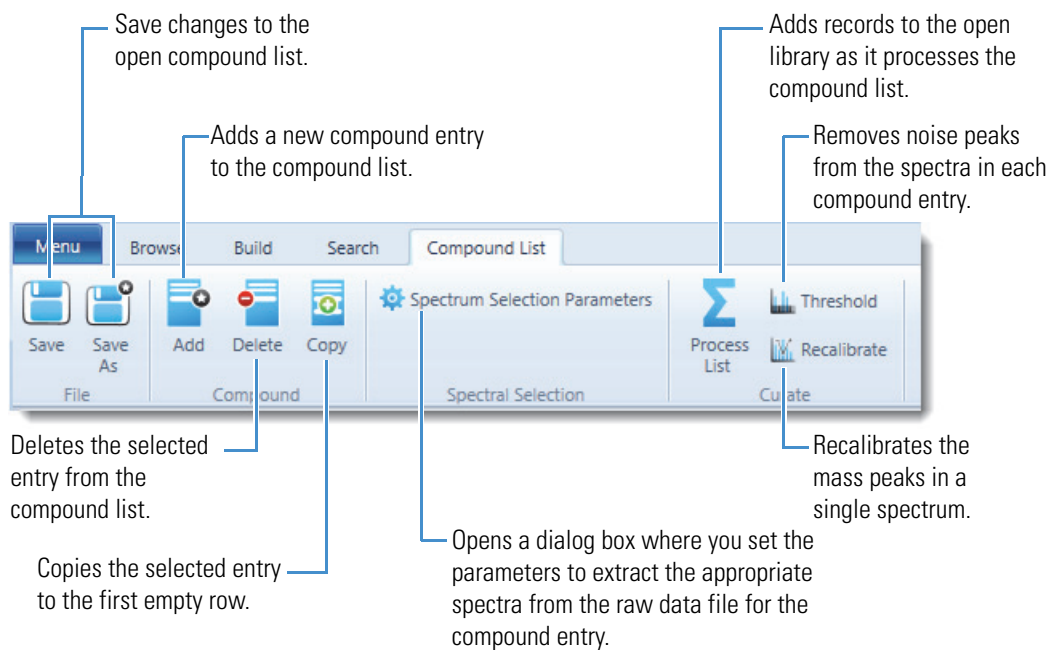 Save changes to the
open compound list.
Adds records to the open
library as it processes the
compound list.
Adds a new compound entry
to the compound list.
Removes noise peaks
from the spectra in each
compound entry.
Menu Browse Build Search Compound List
Spectrum Selection Parameters
Threshold
Save Save As Add Delete Copy
Process List
Recalibrate
File Compound Spectral Selection Curate
Deletes the selected
entry from the
compound list.
Recalibrates the
mass peaks in a
single spectrum.
Copies the selected entry
to the first empty row.
Opens a dialog box where you set the
parameters to extract the appropriate
spectra from the raw data file for the
compound entry.